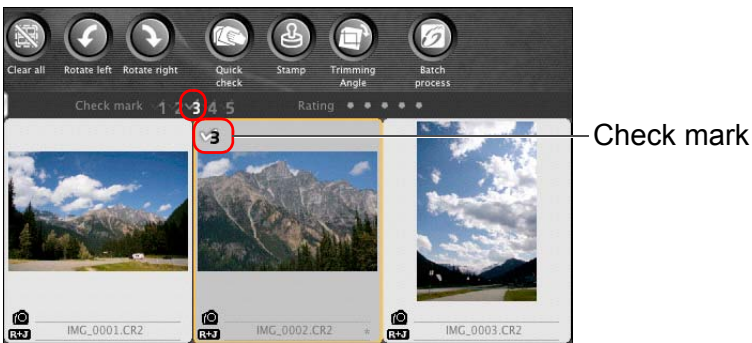 Clear all Rotate left Rotate right Quick check Stamp Trimming Angle Batch process
Check mark 1 2 3 4 5 Rating
3
Check mark
R+J IMG_0001.CR2 R+J IMG_0002.CR2 * R+J IMG_0003.CR2